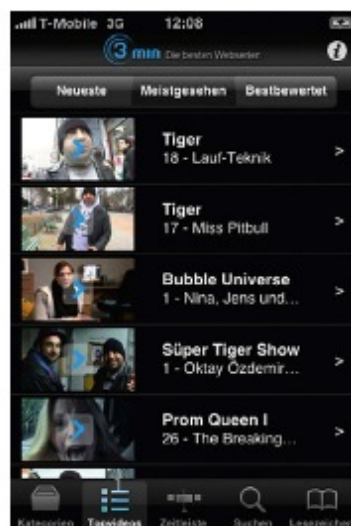 T-Mobile 3G 12:08
3min Die besten Webserien
Neueste Meistgesehen Bestbewertet
Tiger
18 - Lauf-Teknik
>
Tiger
17 - Miss Pitbull
>
Bubble Universe
1 - Nina, Jens und...
>
Süper Tiger Show
1 - Oktay Özdemir...
>
Prom Queen I
26 - The Breaking...
>
Kategorien Topvideos Zeitleiste Suchen Lesezeichen